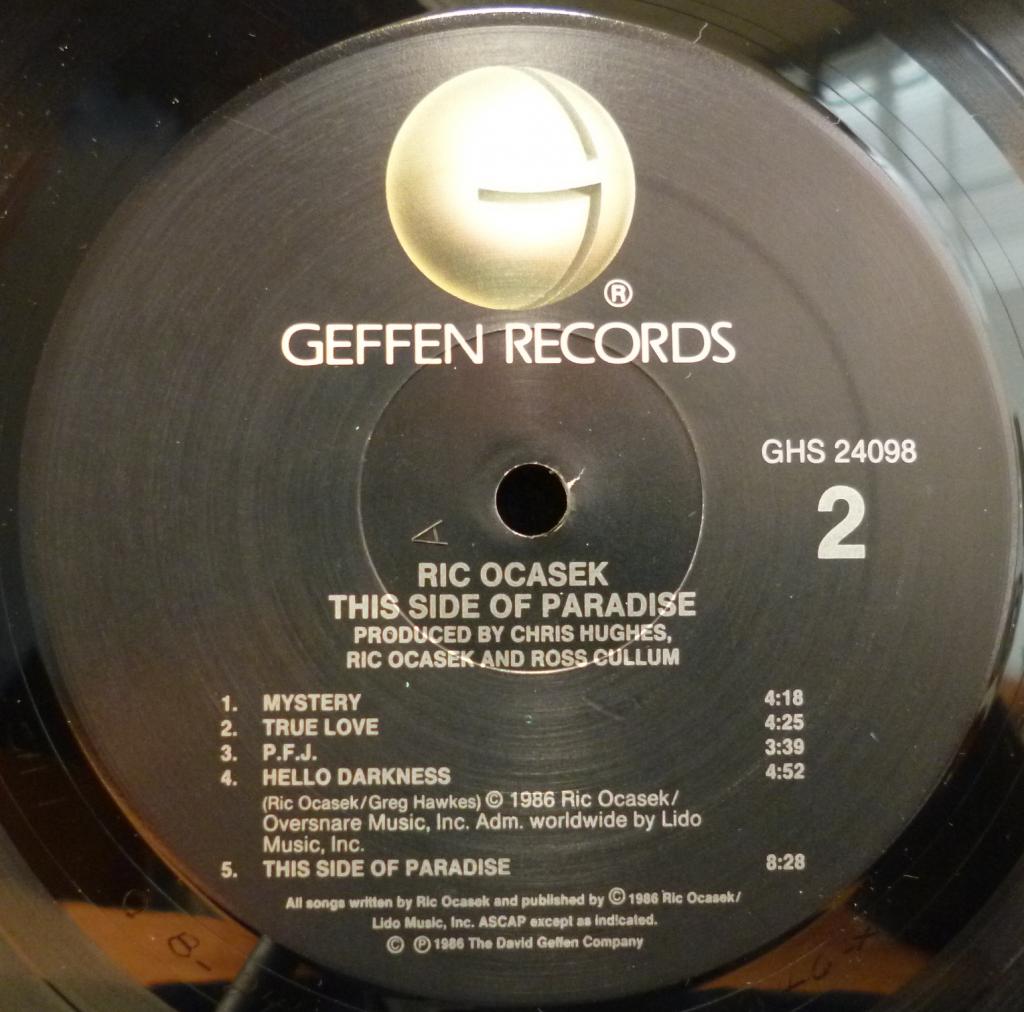 ®
GEFFEN RECORDS
GHS 24098
2
A
RIC OCASEK
THIS SIDE OF PARADISE
PRODUCED BY CHRIS HUGHES,
RIC OCASEK AND ROSS CULLUM
1. MYSTERY 4:18
2. TRUE LOVE 4:25
3. P.F.J. 3:39
4. HELLO DARKNESS 4:52
(Ric Ocasek/Greg Hawkes) © 1986 Ric Ocasek/
Oversnare Music, Inc. Adm. worldwide by Lido
Music, Inc.
5. THIS SIDE OF PARADISE 8:28
All songs written by Ric Ocasek and published by © 1986 Ric Ocasek/
Lido Music, Inc. ASCAP except as indicated.
© ℗ 1986 The David Geffen Company